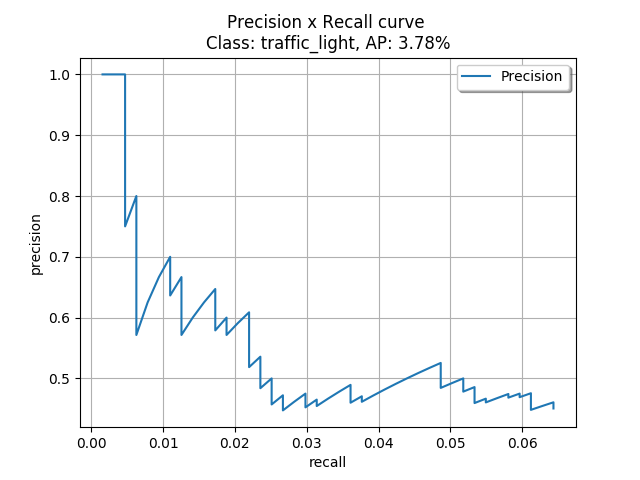 Precision x Recall curve
Class: traffic_light, AP: 3.78%
Precision
1.0
0.9
0.8
0.7
0.6
0.5
precision
0.00 0.01 0.02 0.03 0.04 0.05 0.06
recall